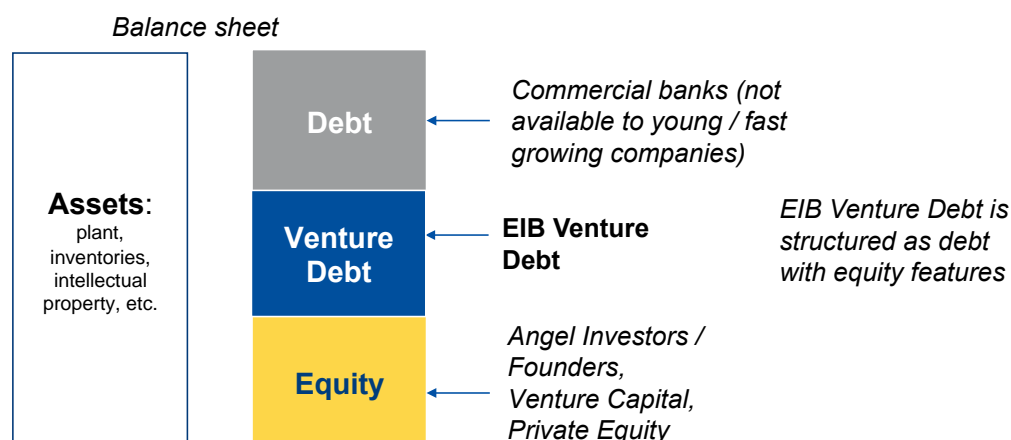 Balance sheet
Assets:
plant,
inventories,
intellectual
property, etc.
Debt
Venture
Debt
Equity
Commercial banks (not
available to young / fast
growing companies)
EIB Venture
Debt
EIB Venture Debt is
structured as debt
with equity features
Angel Investors /
Founders,
Venture Capital,
Private Equity